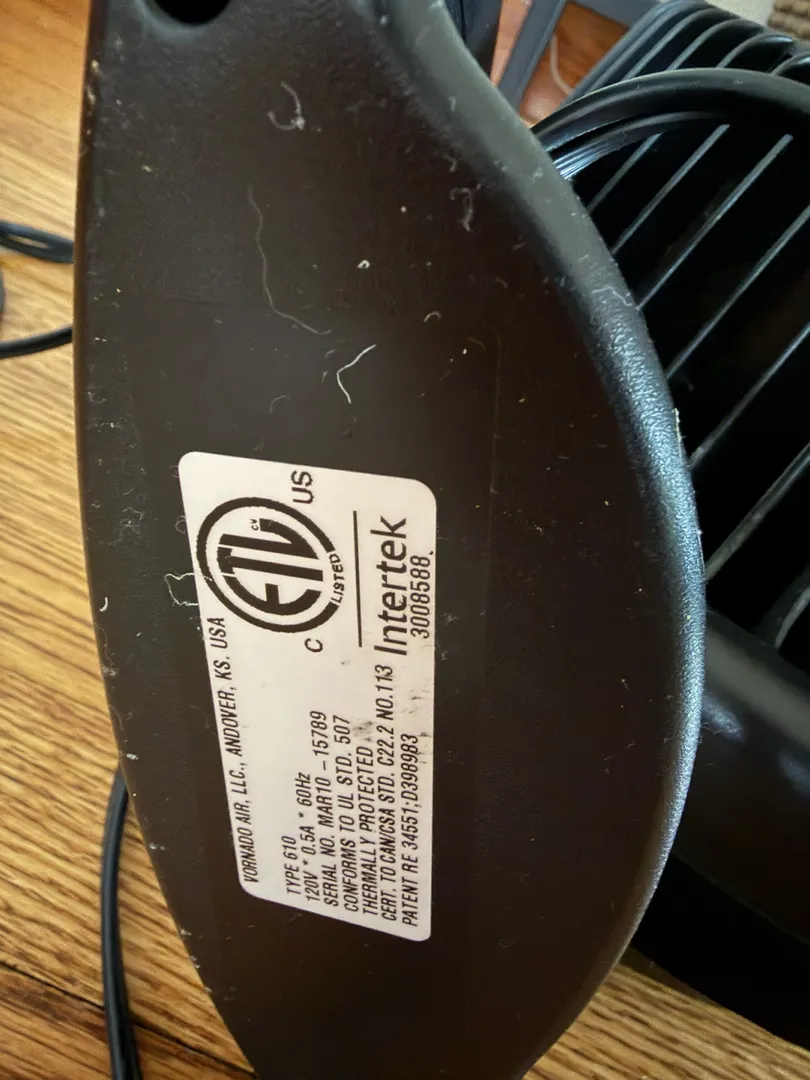 VORNADO AIR, LLC., ANDOVER, KS. USA
TYPE 610
120V * 0.5A * 60Hz
SERIAL NO. MAR10 - 15789
CONFORMS TO UL STD. 507
THERMALLY PROTECTED
CERT. TO CAN/CSA STD. C22.2 NO.113
PATENT RE 34551;D398983
ETL CM
LISTED
C US
Intertek
3008588.